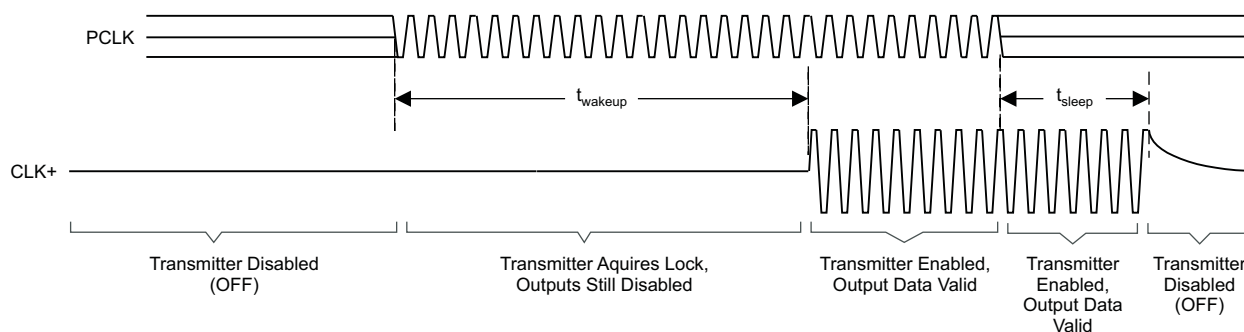 PCLK
twakeup
tsleep
CLK+
Transmitter Disabled
(OFF)
Transmitter Aquires Lock,
Outputs Still Disabled
Transmitter Enabled,
Output Data Valid
Transmitter
Enabled,
Output Data
Valid
Transmitter
Disabled
(OFF)